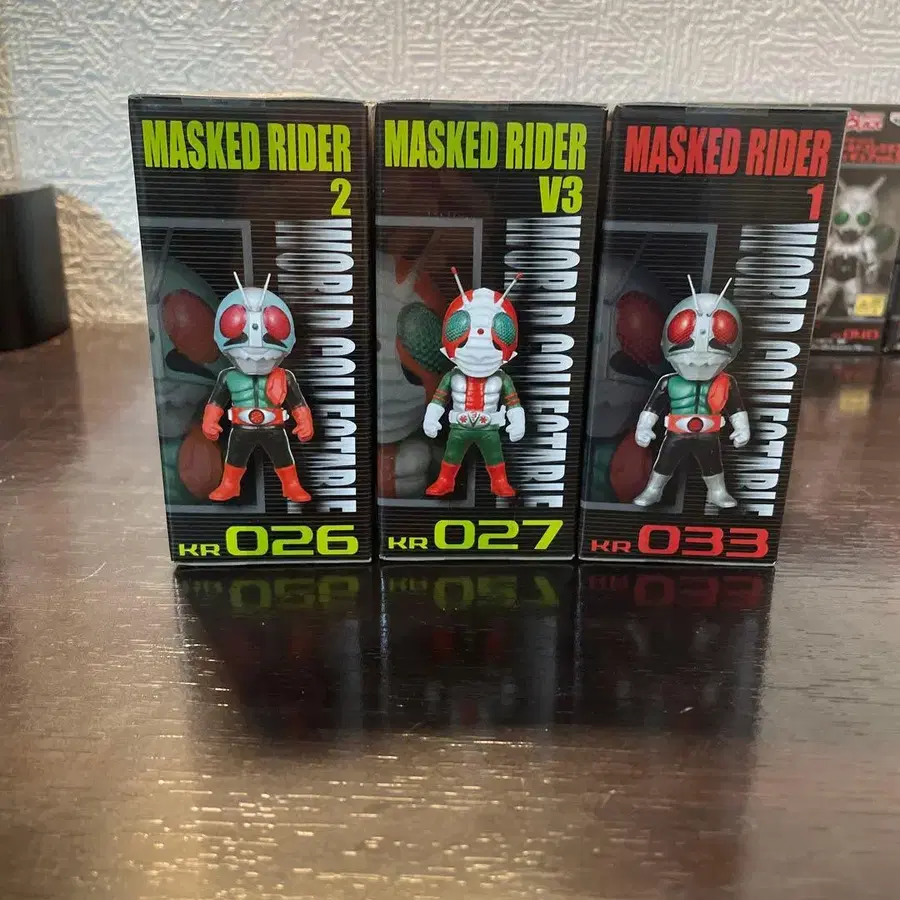 MASKED RIDER
2
WORLD COLLECTABLE
KR 026
MASKED RIDER
V3
WORLD COLLECTABLE
KR 027
MASKED RIDER
1
WORLD COLLECTABLE
KR 033